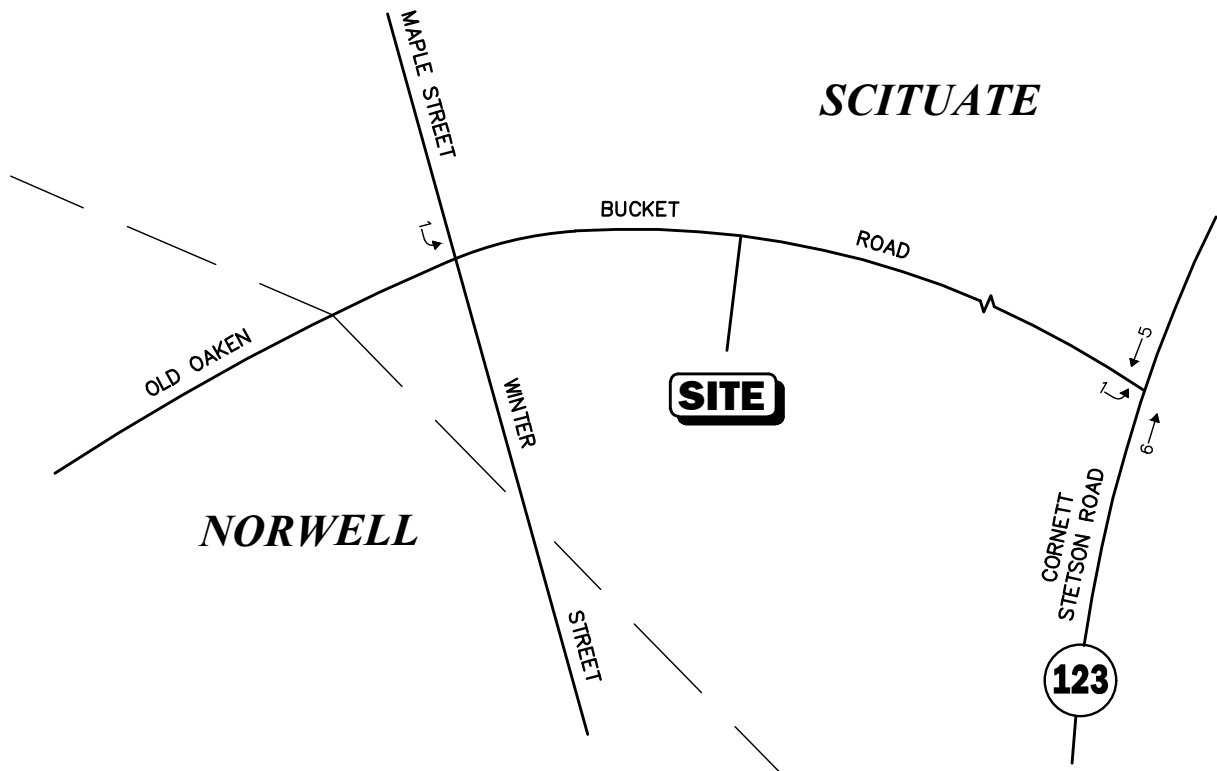 MAPLE STREET
SCITUATE
BUCKET
1
ROAD
5
OLD OAKEN
SITE
1
WINTER
6
NORWELL
CORNETT
STETSON ROAD
STREET
123